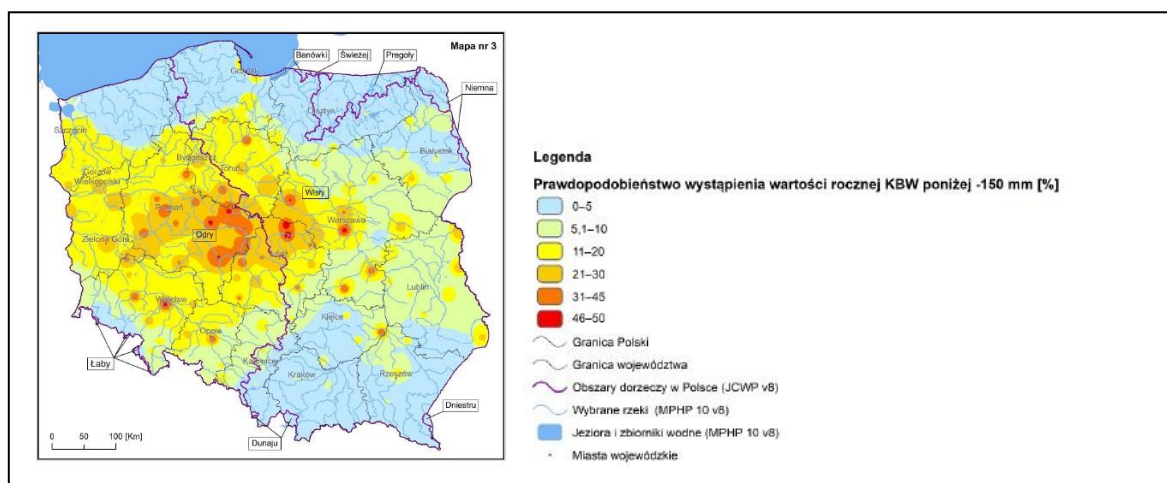 Mapa nr 3
Benówki
Świeżej
Pregoły
Niemna
Gdańsk
Olsztyn
Szczecin
Białystok
Bydgoszcz
Toruń
Gorzów
Wielkopolski
Wisły
Poznań
Warszawa
Odry
Zielona Góra
Łódź
Lublin
Wrocław
Kielce
Opole
Łaby
Katowice
Kraków
Rzeszów
Dniestru
Dunaju
0 50 100 [Km]
Legenda
Prawdopodobieństwo wystąpienia wartości rocznej KBW poniżej -150 mm [%]
0–5
5,1–10
11–20
21–30
31–45
46–50
Granica Polski
Granica województwa
Obszary dorzeczy w Polsce (JCWP v8)
Wybrane rzeki (MPHP 10 v8)
Jeziora i zbiorniki wodne (MPHP 10 v8)
Miasta wojewódzkie